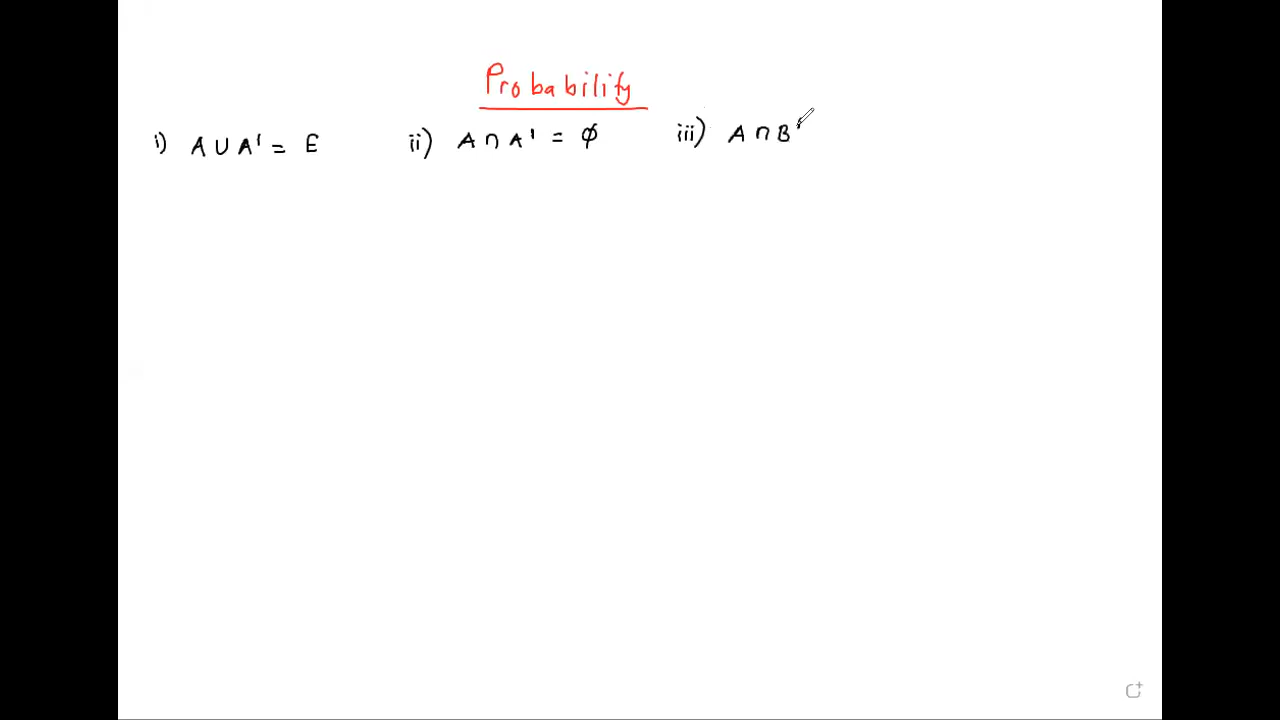 Probability
i) A ∪ A' = E ii) A ∩ A' = ∅ iii) A ∩ B'